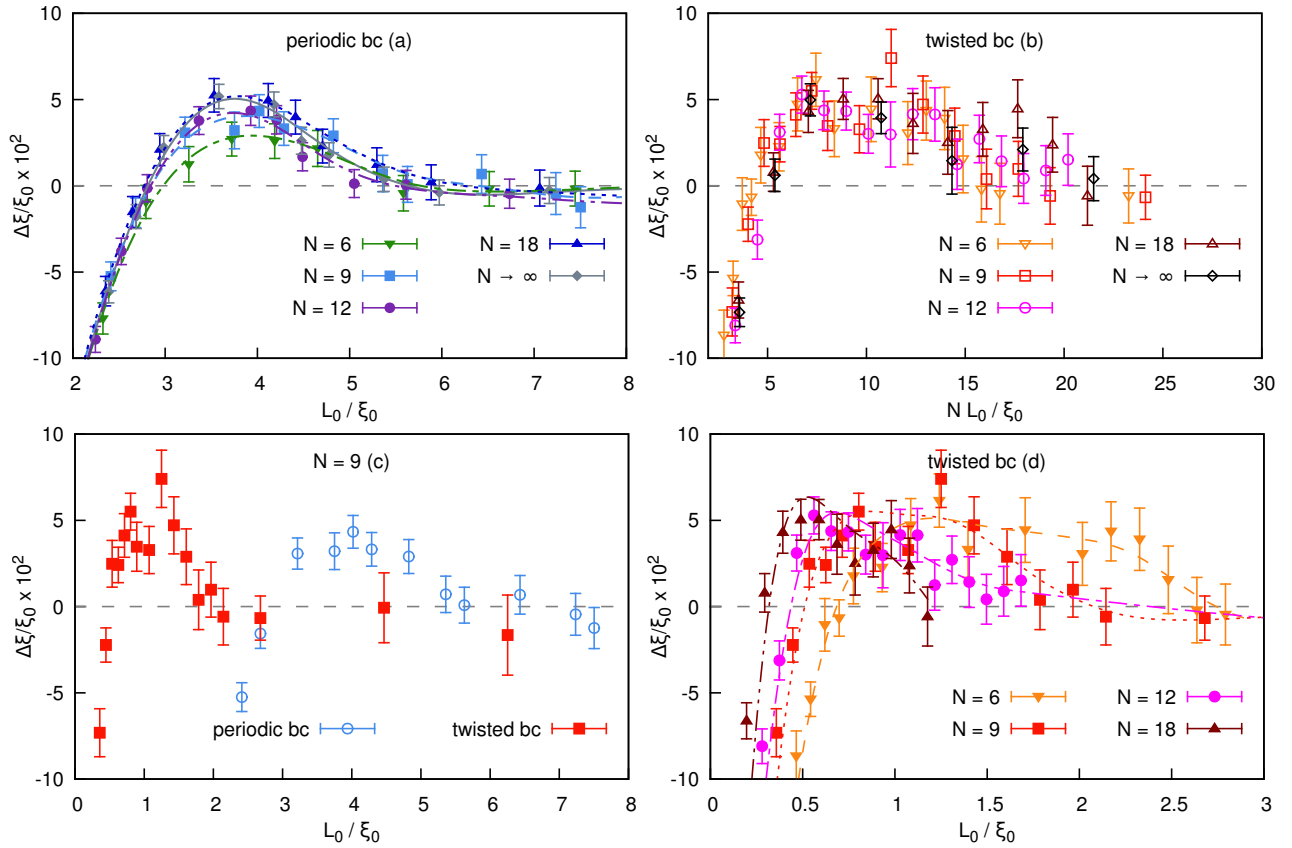 periodic bc (a)
Δξ/ξ₀ x 10²
10
5
0
-5
-10
N = 6
N = 9
N = 12
N = 18
N → ∞
2
3
4
5
6
7
8
L₀ / ξ₀
twisted bc (b)
Δξ/ξ₀ x 10²
10
5
0
-5
-10
N = 6
N = 9
N = 12
N = 18
N → ∞
5
10
15
20
25
30
N L₀ / ξ₀
N = 9 (c)
Δξ/ξ₀ x 10²
10
5
0
-5
-10
periodic bc
twisted bc
0
1
2
3
4
5
6
7
8
L₀ / ξ₀
twisted bc (d)
Δξ/ξ₀ x 10²
10
5
0
-5
-10
N = 6
N = 9
N = 12
N = 18
0
0.5
1
1.5
2
2.5
3
L₀ / ξ₀